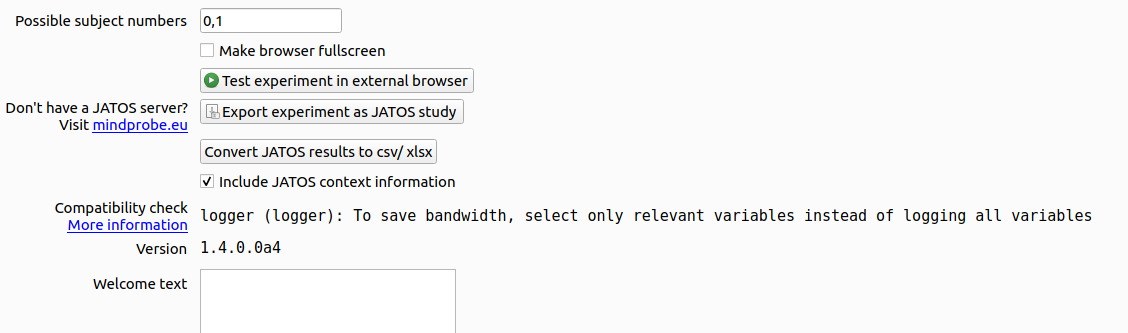 Possible subject numbers
0,1
Make browser fullscreen
Test experiment in external browser
Don't have a JATOS server?
Visit mindprobe.eu
Export experiment as JATOS study
Convert JATOS results to csv/ xlsx
Include JATOS context information
Compatibility check
More information
logger (logger): To save bandwidth, select only relevant variables instead of logging all variables
Version
1.4.0.0a4
Welcome text